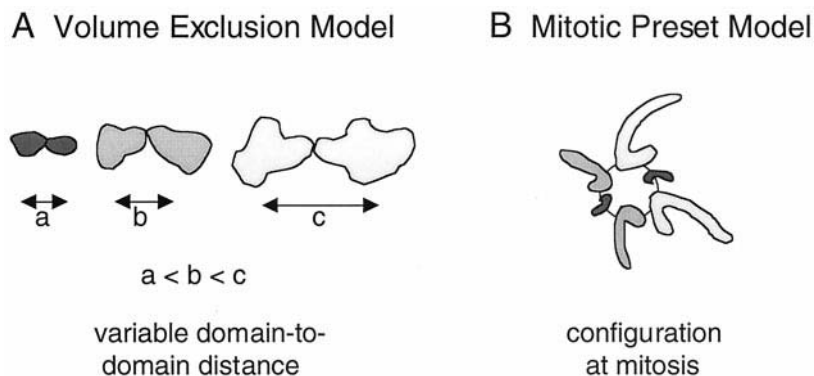 A Volume Exclusion Model
B Mitotic Preset Model
a
b
c
a < b < c
variable domain-to-
domain distance
configuration
at mitosis